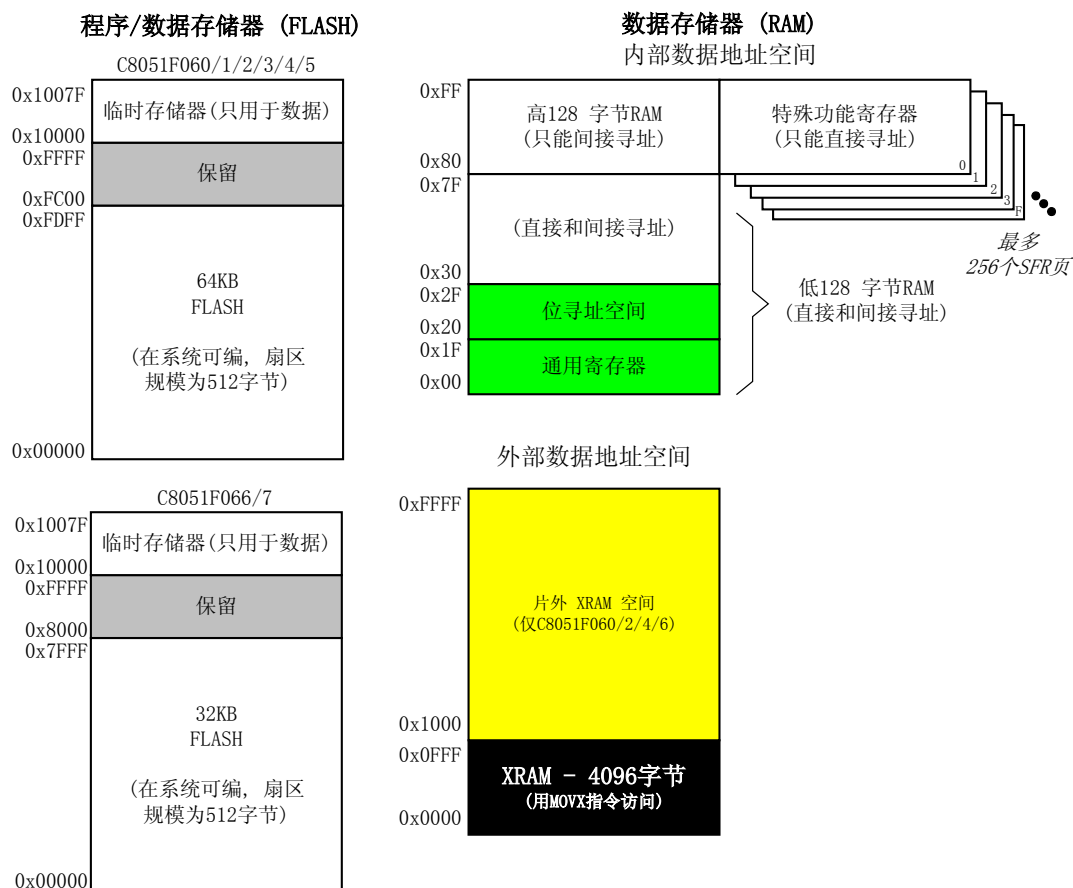 程序/数据存储器 (FLASH)
C8051F060/1/2/3/4/5
0x1007F
临时存储器(只用于数据)
0x10000
0xFFFF
保留
0xFC00
0xFDFF
64KB
FLASH
(在系统可编, 扇区
规模为512字节)
0x00000
C8051F066/7
0x1007F
临时存储器(只用于数据)
0x10000
0xFFFF
保留
0x8000
0x7FFF
32KB
FLASH
(在系统可编, 扇区
规模为512字节)
0x00000
数据存储器 (RAM)
内部数据地址空间
0xFF
高128 字节RAM
(只能间接寻址)
特殊功能寄存器
(只能直接寻址)
0x80
0
1
2
3
F
0x7F
(直接和间接寻址)
最多
256个SFR页
0x30
0x2F
位寻址空间
0x20
0x1F
通用寄存器
0x00
低128 字节RAM
(直接和间接寻址)
外部数据地址空间
0xFFFF
片外 XRAM 空间
(仅C8051F060/2/4/6)
0x1000
0x0FFF
XRAM - 4096字节
(用MOVX指令访问)
0x0000